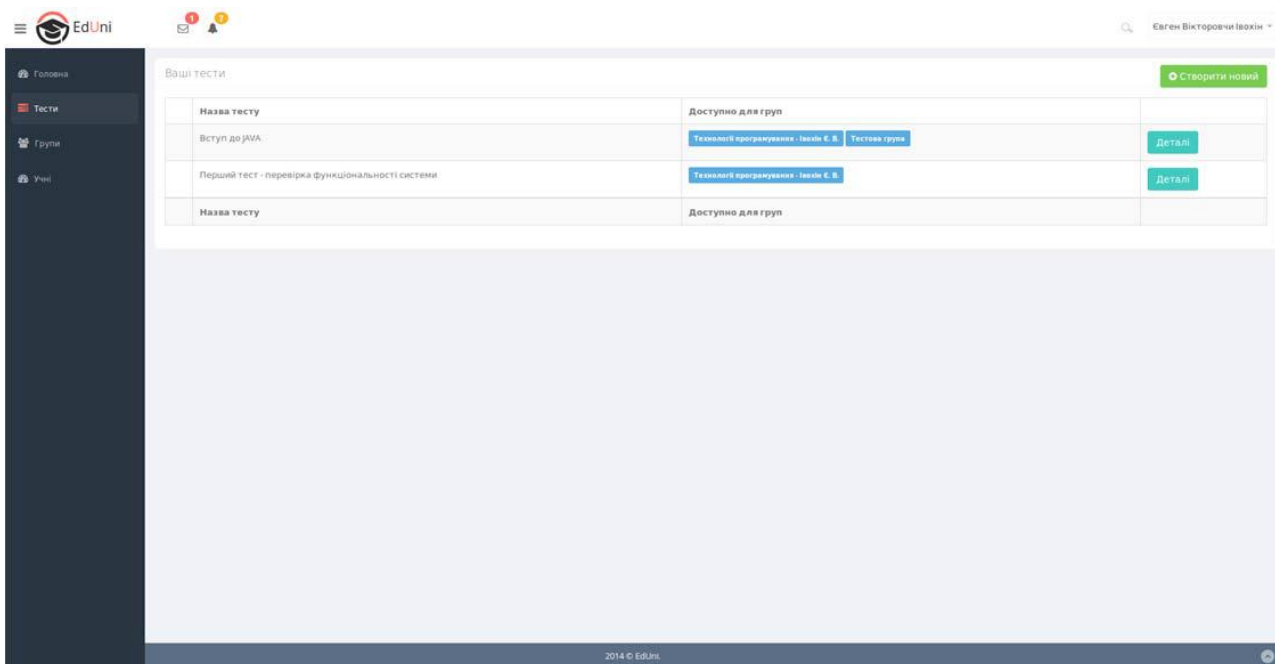 EdUni
1
7
Євген Вікторовчи Івохін
Головна
Тести
Групи
Учні
Ваші тести
Створити новий
Назва тесту Доступно для груп
Вступ до JAVA Технології програмування - Івохін Є. В. Тестова група Деталі
Перший тест - перевірка функціональності системи Технології програмування - Івохін Є. В. Деталі
Назва тесту Доступно для груп
2014 © EdUni.